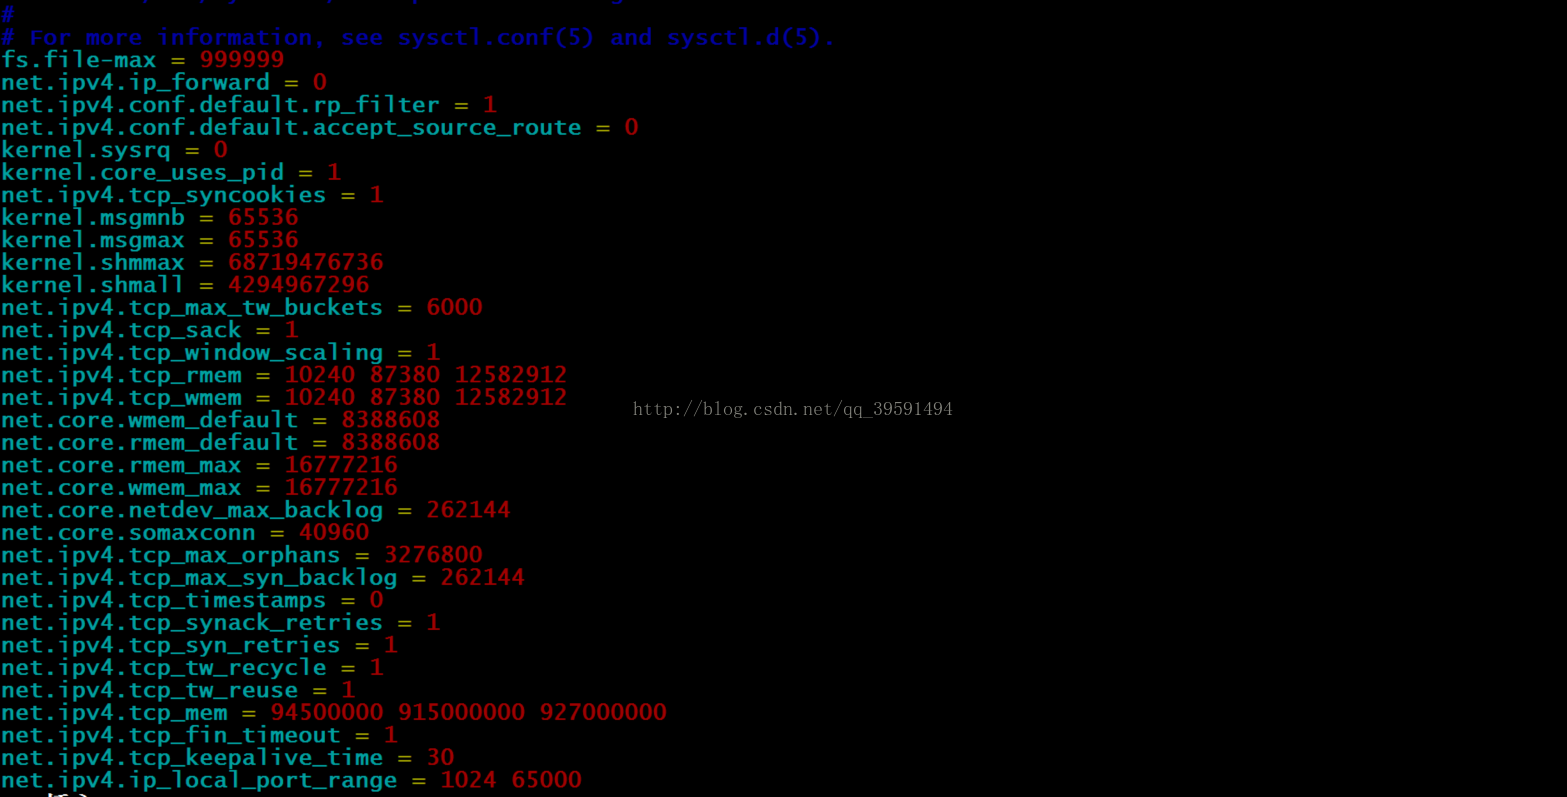 #
# For more information, see sysctl.conf(5) and sysctl.d(5).
fs.file-max = 999999
net.ipv4.ip_forward = 0
net.ipv4.conf.default.rp_filter = 1
net.ipv4.conf.default.accept_source_route = 0
kernel.sysrq = 0
kernel.core_uses_pid = 1
net.ipv4.tcp_syncookies = 1
kernel.msgmnb = 65536
kernel.msgmax = 65536
kernel.shmmax = 68719476736
kernel.shmall = 4294967296
net.ipv4.tcp_max_tw_buckets = 6000
net.ipv4.tcp_sack = 1
net.ipv4.tcp_window_scaling = 1
net.ipv4.tcp_rmem = 10240 87380 12582912
net.ipv4.tcp_wmem = 10240 87380 12582912
http://blog.csdn.net/qq_39591494
net.core.wmem_default = 8388608
net.core.rmem_default = 8388608
net.core.rmem_max = 16777216
net.core.wmem_max = 16777216
net.core.netdev_max_backlog = 262144
net.core.somaxconn = 40960
net.ipv4.tcp_max_orphans = 3276800
net.ipv4.tcp_max_syn_backlog = 262144
net.ipv4.tcp_timestamps = 0
net.ipv4.tcp_synack_retries = 1
net.ipv4.tcp_syn_retries = 1
net.ipv4.tcp_tw_recycle = 1
net.ipv4.tcp_tw_reuse = 1
net.ipv4.tcp_mem = 94500000 915000000 927000000
net.ipv4.tcp_fin_timeout = 1
net.ipv4.tcp_keepalive_time = 30
net.ipv4.ip_local_port_range = 1024 65000